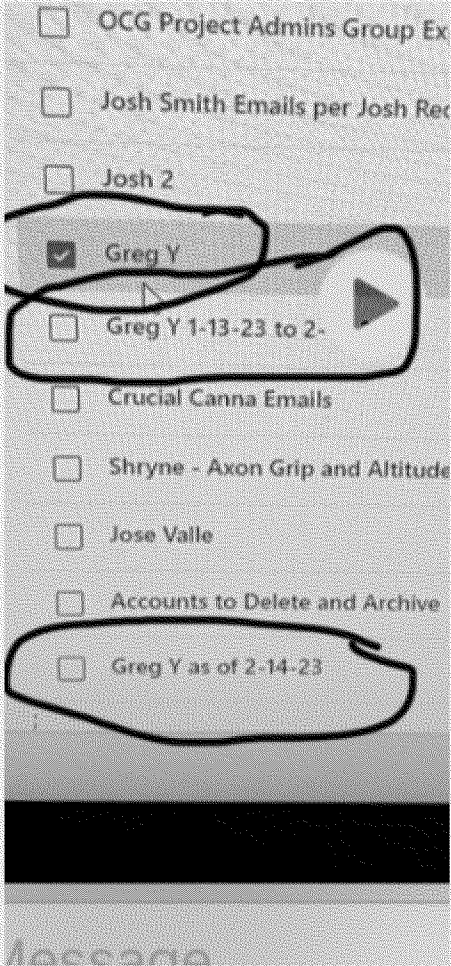 OCG Project Admins Group Ex
Josh Smith Emails per Josh Rec
Josh 2
Greg Y
Greg Y 1-13-23 to 2-
Crucial Canna Emails
Shryne - Axon Grip and Altitude
Jose Valle
Accounts to Delete and Archive
Greg Y as of 2-14-23
Message